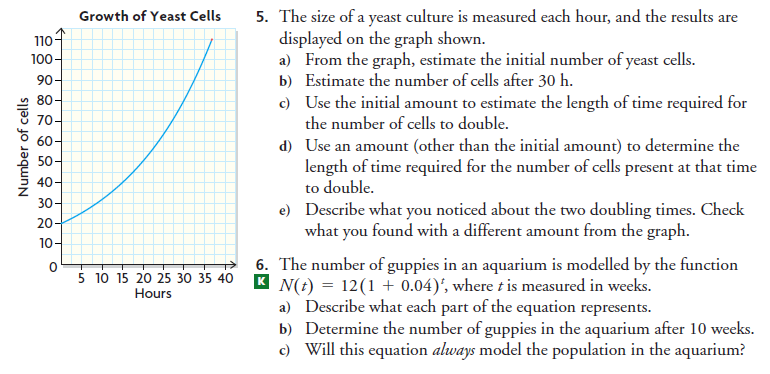 Growth of Yeast Cells
Number of cells
110
100
90
80
70
60
50
40
30
20
10
0
5 10 15 20 25 30 35 40
Hours
5. The size of a yeast culture is measured each hour, and the results are
displayed on the graph shown.
a) From the graph, estimate the initial number of yeast cells.
b) Estimate the number of cells after 30 h.
c) Use the initial amount to estimate the length of time required for
the number of cells to double.
d) Use an amount (other than the initial amount) to determine the
length of time required for the number of cells present at that time
to double.
e) Describe what you noticed about the two doubling times. Check
what you found with a different amount from the graph.
6. The number of guppies in an aquarium is modelled by the function
K N(t) = 12(1 + 0.04)ᵗ, where t is measured in weeks.
a) Describe what each part of the equation represents.
b) Determine the number of guppies in the aquarium after 10 weeks.
c) Will this equation always model the population in the aquarium?